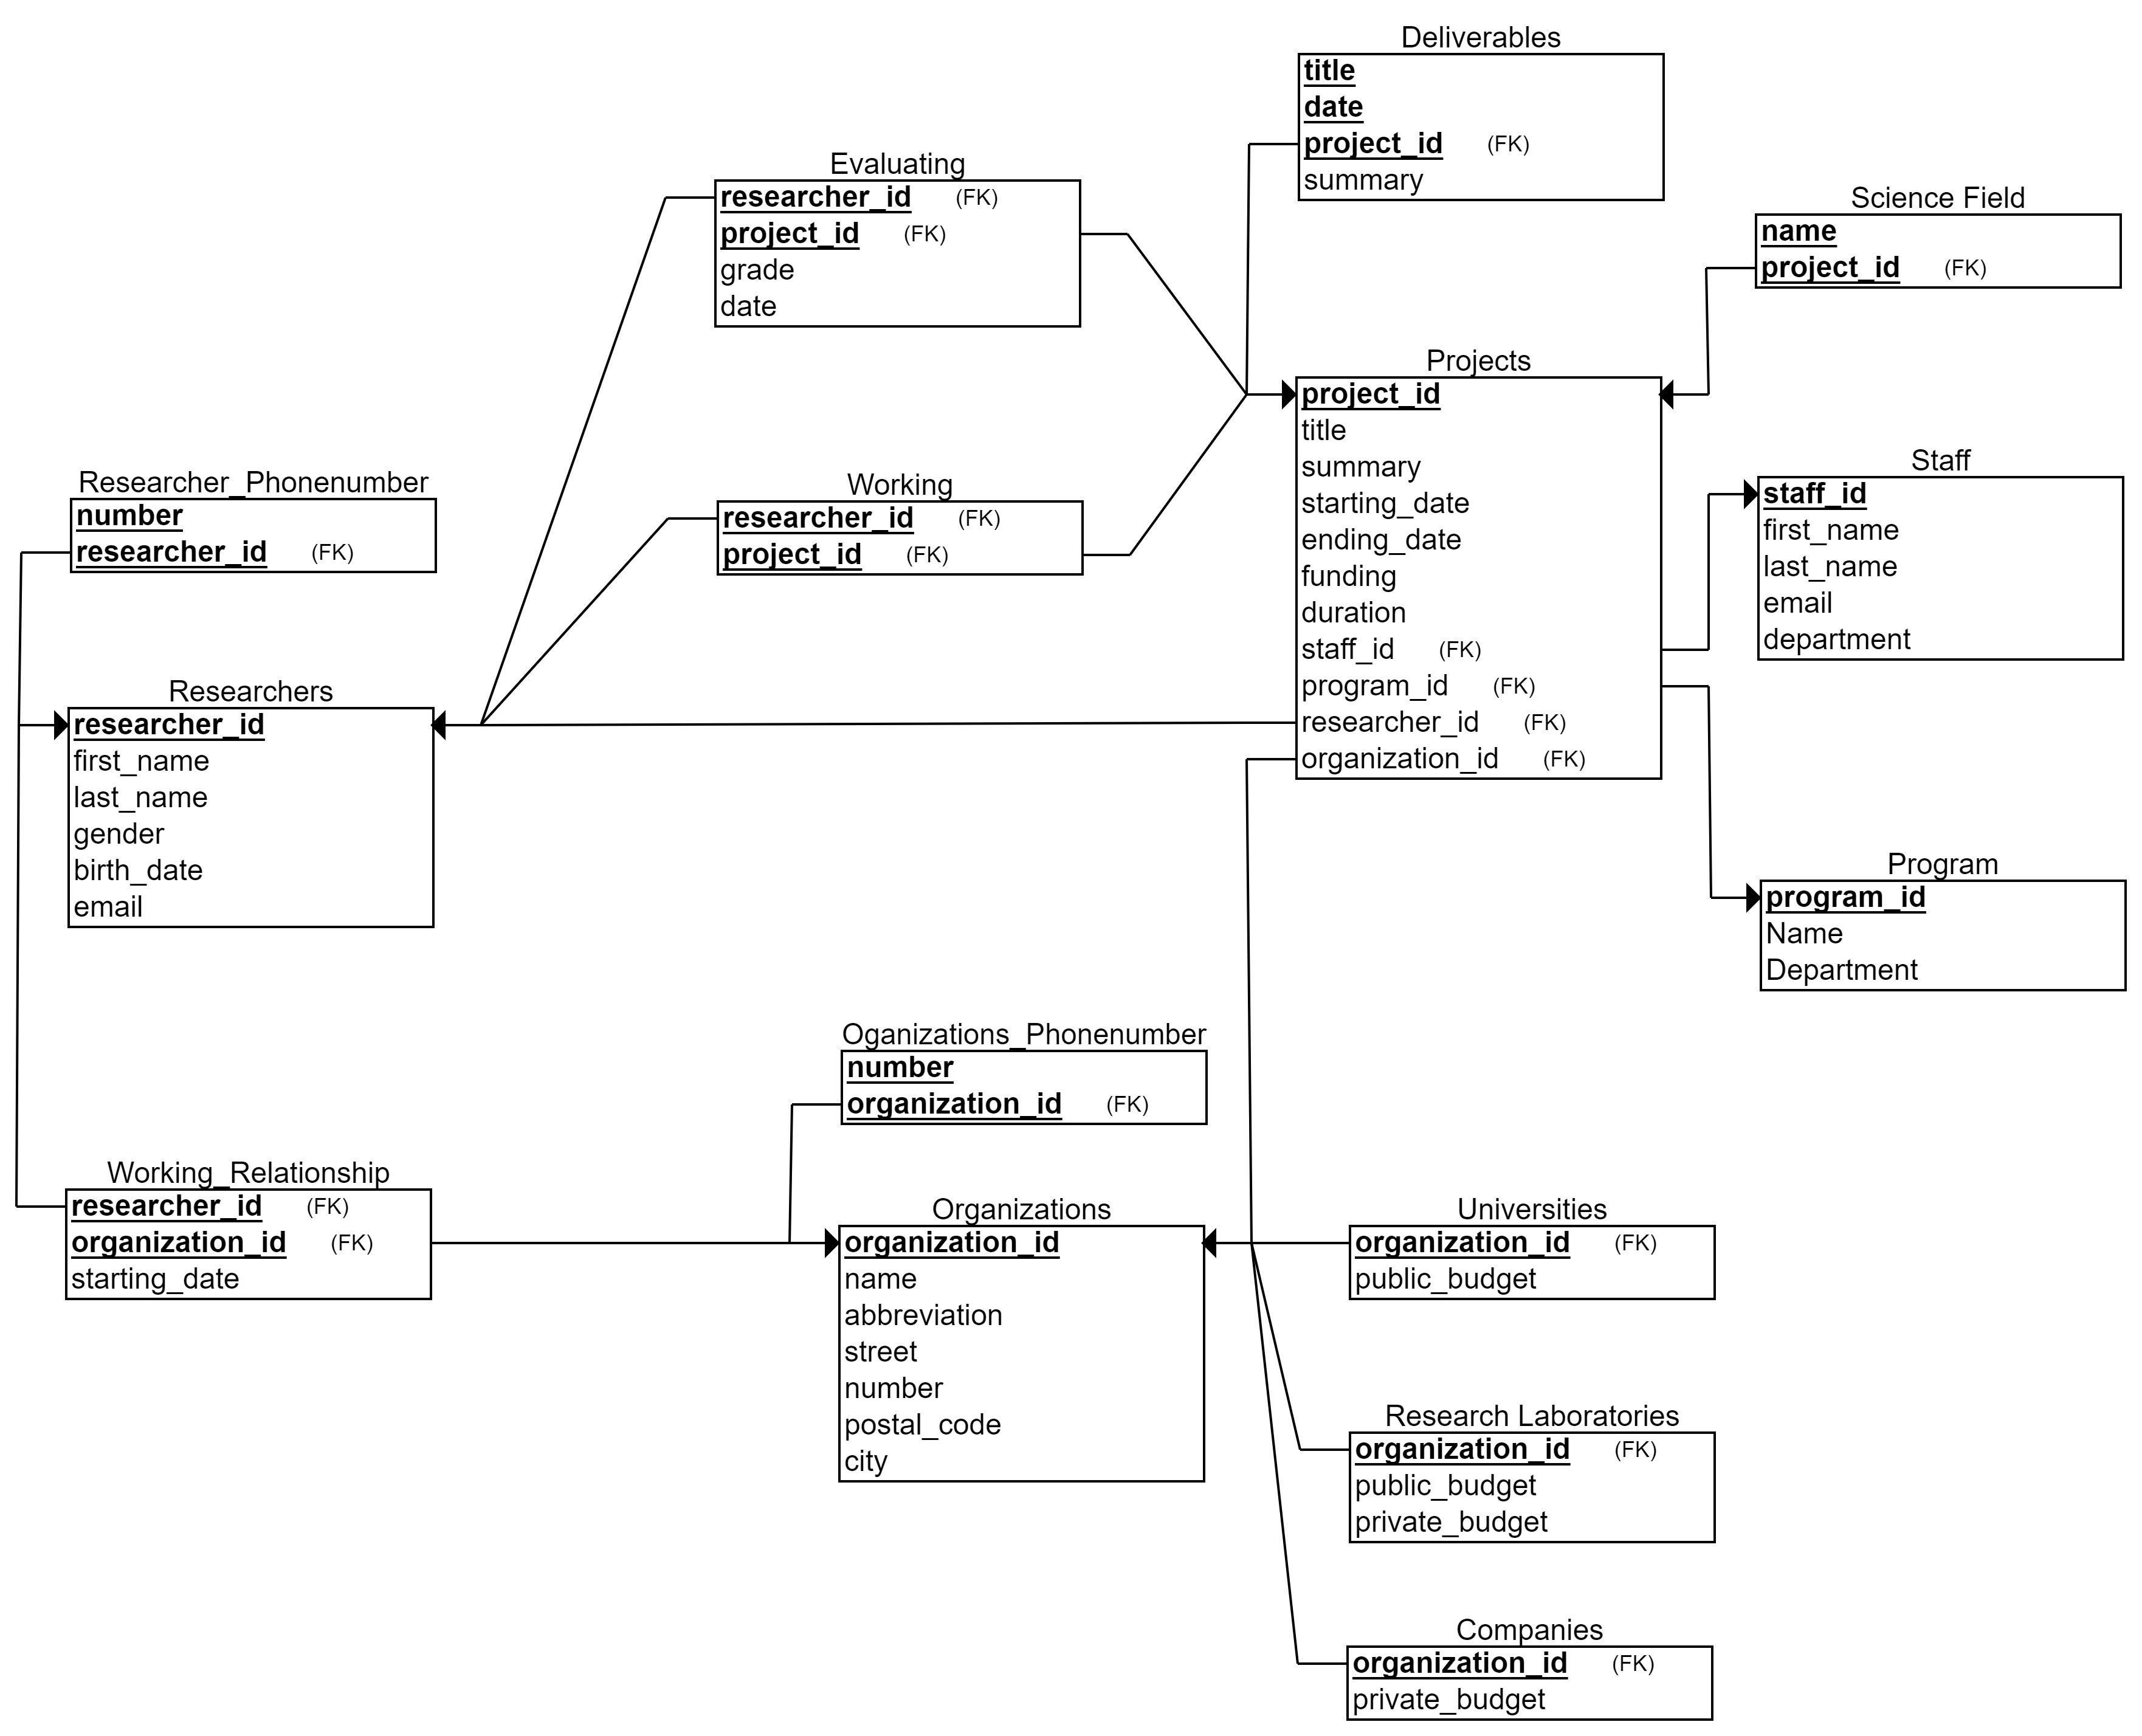 Deliverables
title
date
project_id (FK)
summary
Evaluating
researcher_id (FK)
project_id (FK)
grade
date
Science Field
name
project_id (FK)
Projects
project_id
title
summary
starting_date
ending_date
funding
duration
staff_id (FK)
program_id (FK)
researcher_id (FK)
organization_id (FK)
Staff
staff_id
first_name
last_name
email
department
Researcher_Phonenumber
number
researcher_id (FK)
Working
researcher_id (FK)
project_id (FK)
Researchers
researcher_id
first_name
last_name
gender
birth_date
email
Program
program_id
Name
Department
Oganizations_Phonenumber
number
organization_id (FK)
Working_Relationship
researcher_id (FK)
organization_id (FK)
starting_date
Organizations
organization_id
name
abbreviation
street
number
postal_code
city
Universities
organization_id (FK)
public_budget
Research Laboratories
organization_id (FK)
public_budget
private_budget
Companies
organization_id (FK)
private_budget